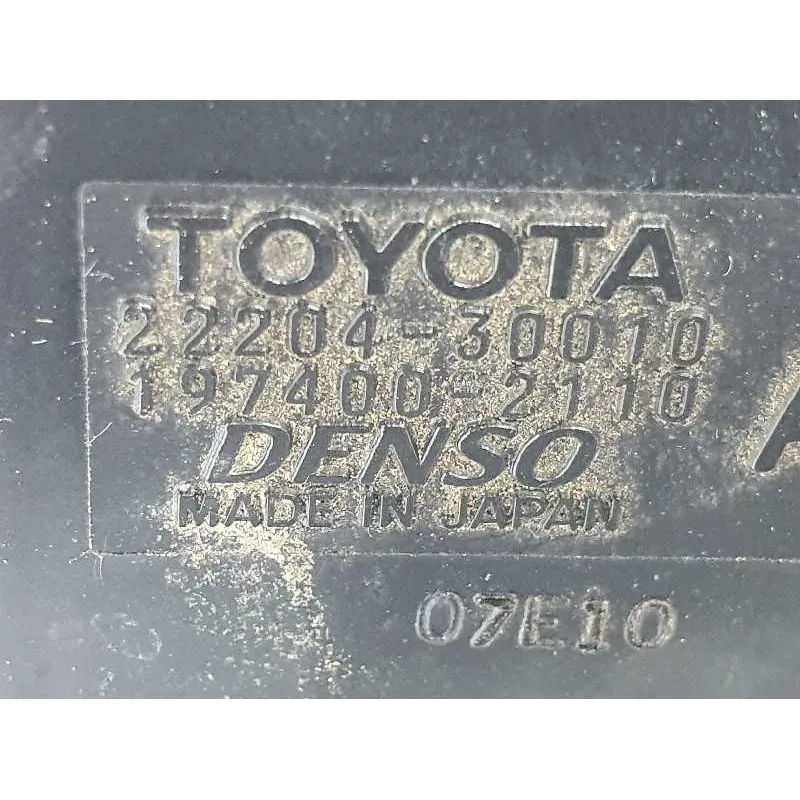 TOYOTA
22204-30010
197400-2110
DENSO
MADE IN JAPAN
07E10